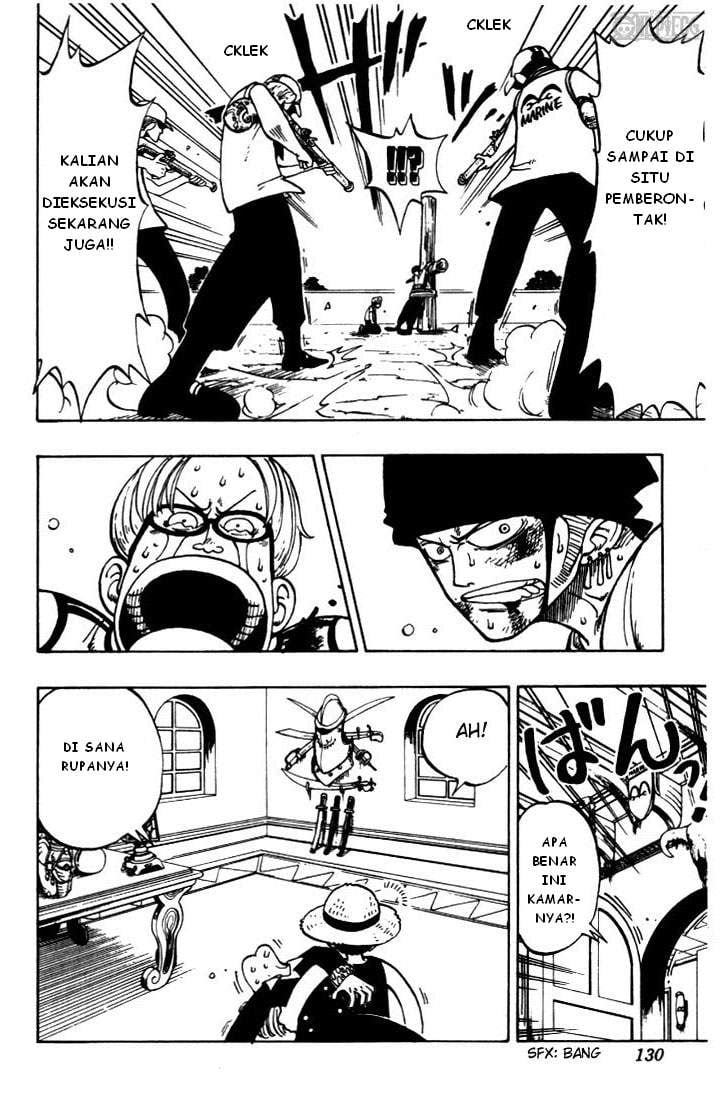 CKLEK
CUKUP
SAMPAI DI
SITU
PEMBERON-
TAK!
MARINE
!!?
CKLEK
KALIAN
AKAN
DIEKSEKUSI
SEKARANG
JUGA!!
ばんっ!
APA
BENAR
INI
KAMAR-
NYA?!
SFX: BANG
AH!
DI SANA
RUPANYA!
130